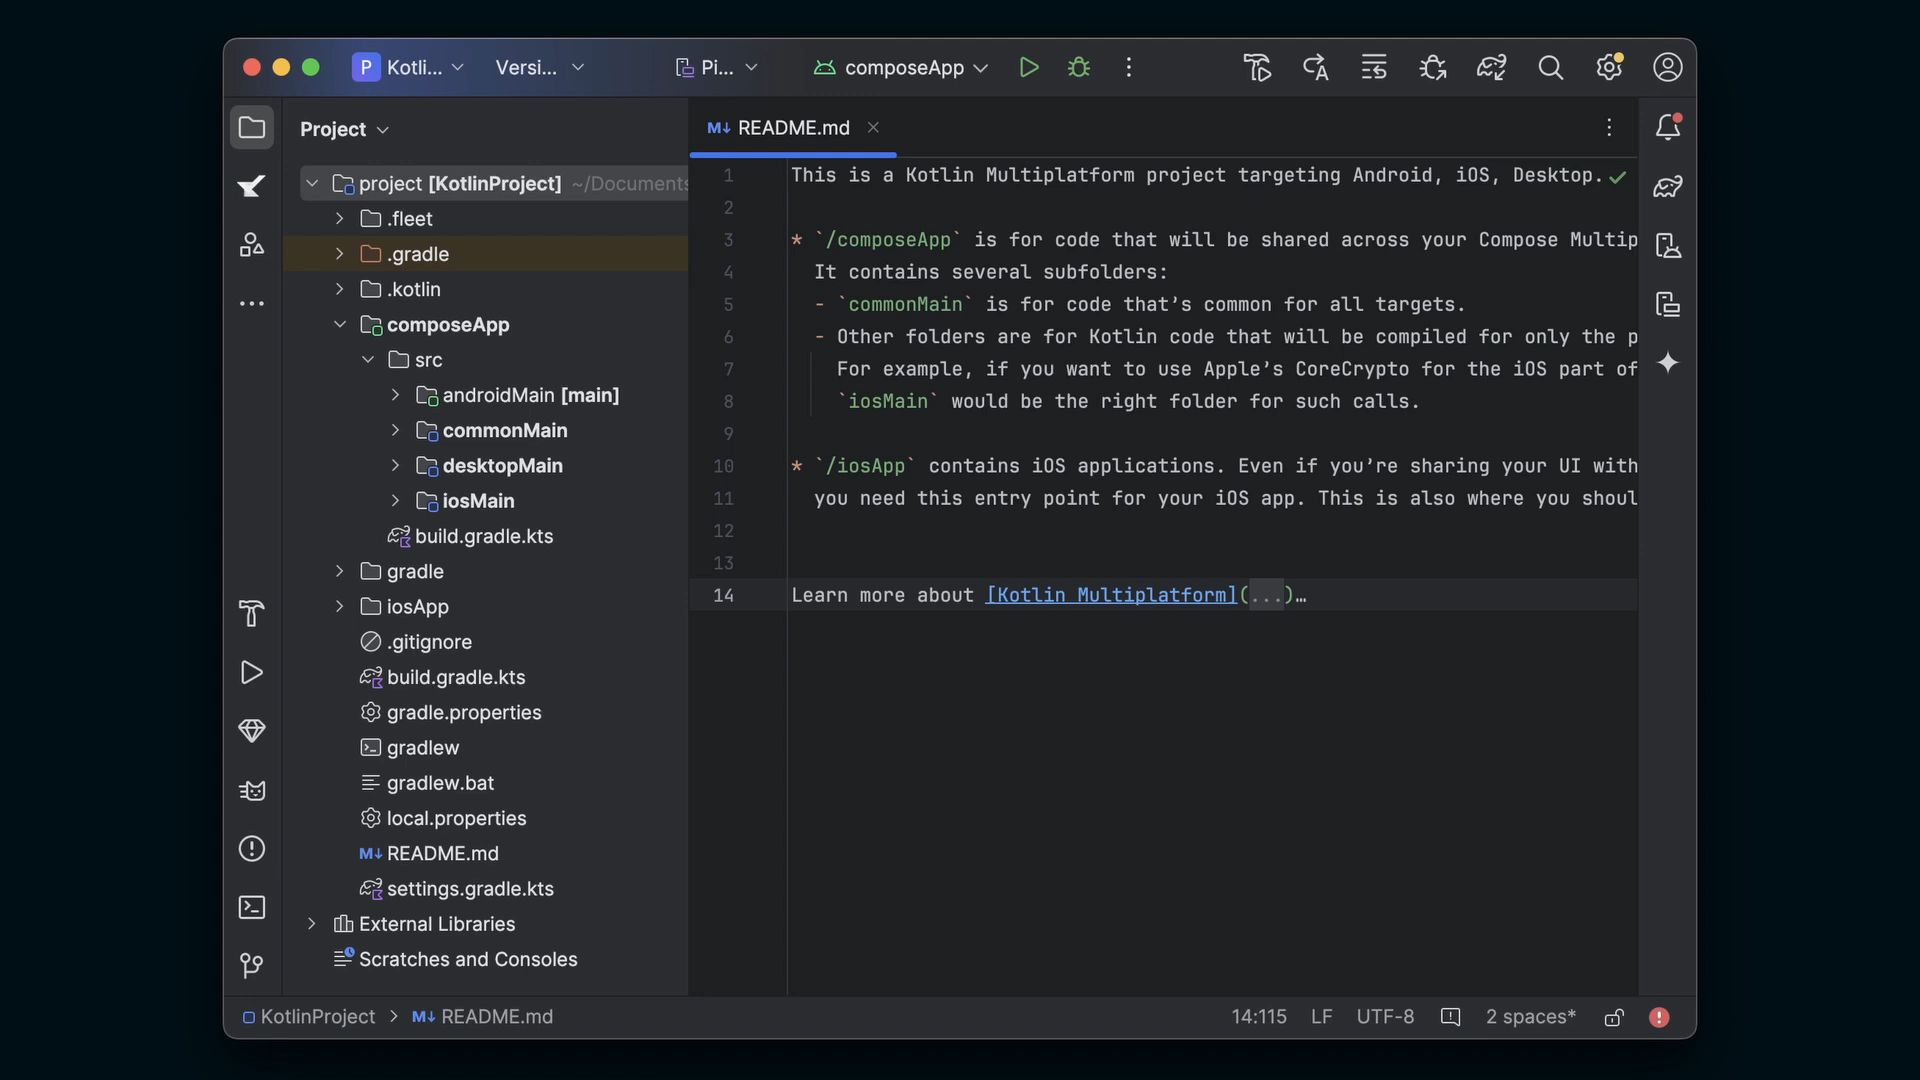 P Kotli... Versi... Pi... composeApp
Project
project [KotlinProject] ~/Documents
.fleet
.gradle
.kotlin
composeApp
src
androidMain [main]
commonMain
desktopMain
iosMain
build.gradle.kts
gradle
iosApp
.gitignore
build.gradle.kts
gradle.properties
gradlew
gradlew.bat
local.properties
M↓ README.md
settings.gradle.kts
External Libraries
Scratches and Consoles
M↓ README.md
1 This is a Kotlin Multiplatform project targeting Android, iOS, Desktop.
2
3 * `/composeApp` is for code that will be shared across your Compose Multip
4 It contains several subfolders:
5 - `commonMain` is for code that’s common for all targets.
6 - Other folders are for Kotlin code that will be compiled for only the p
7 For example, if you want to use Apple’s CoreCrypto for the iOS part of
8 `iosMain` would be the right folder for such calls.
9
10 * `/iosApp` contains iOS applications. Even if you’re sharing your UI with
11 you need this entry point for your iOS app. This is also where you shoul
12
13
14 Learn more about [Kotlin Multiplatform](...)…
KotlinProject > M↓ README.md
14:115 LF UTF-8 2 spaces*